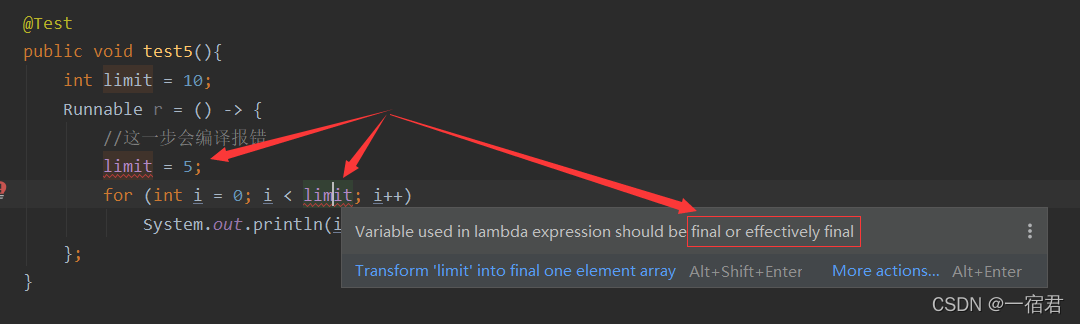 @Test
public void test5(){
int limit = 10;
Runnable r = () -> {
//这一步会编译报错
limit = 5;
for (int i = 0; i < limit; i++)
System.out.println(i
Variable used in lambda expression should be final or effectively final
Transform 'limit' into final one element array Alt+Shift+Enter More actions... Alt+Enter
};
}
CSDN @一宿君